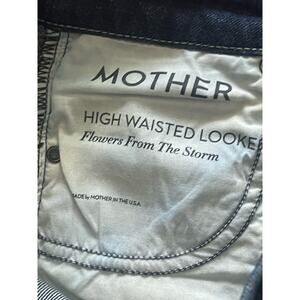 MOTHER
HIGH WAISTED LOOKE
Flowers From The Storm
MADE by MOTHER IN THE U.S.A.